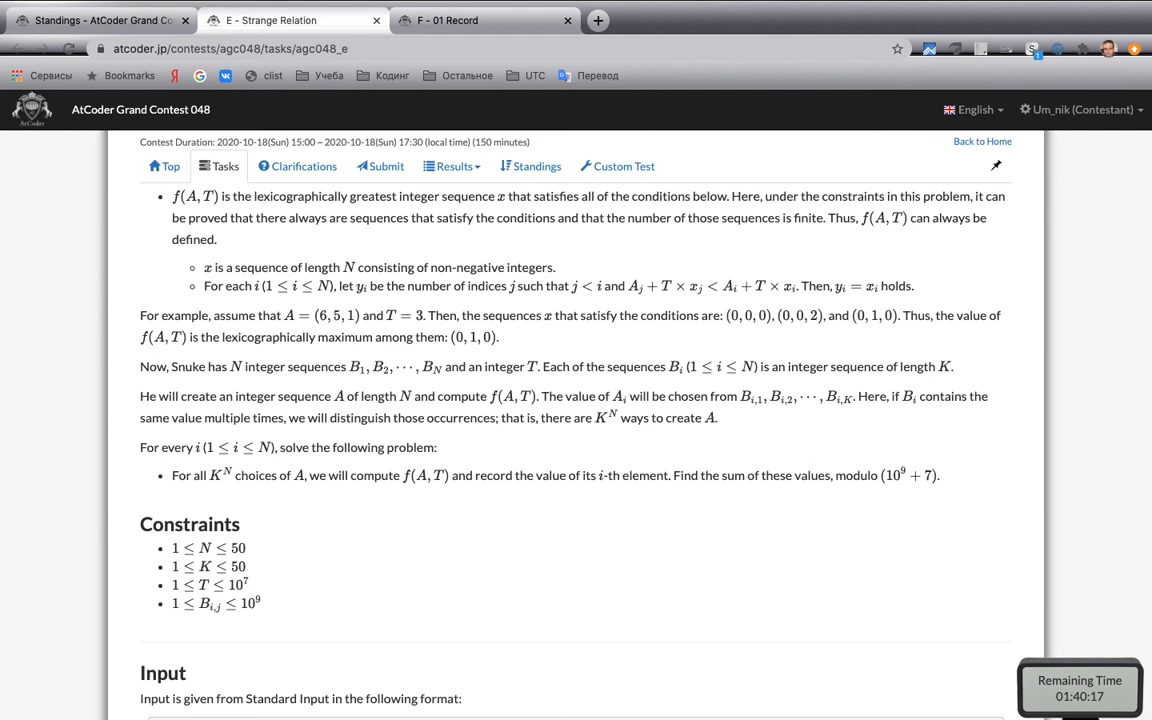 Standings - AtCoder Grand Co
E - Strange Relation
F - 01 Record
atcoder.jp/contests/agc048/tasks/agc048_e
Сервисы Bookmarks clist Учеба Кодинг Остальное UTC Перевод
AtCoder Grand Contest 048 English Um_nik (Contestant)
Contest Duration: 2020-10-18(Sun) 15:00 ~ 2020-10-18(Sun) 17:30 (local time) (150 minutes) Back to Home
Top Tasks Clarifications Submit Results Standings Custom Test
• f(A, T) is the lexicographically greatest integer sequence x that satisfies all of the conditions below. Here, under the constraints in this problem, it can
be proved that there always are sequences that satisfy the conditions and that the number of those sequences is finite. Thus, f(A, T) can always be
defined.
◦ x is a sequence of length N consisting of non-negative integers.
◦ For each i (1 ≤ i ≤ N), let y_i be the number of indices j such that j < i and A_j + T × x_j < A_i + T × x_i. Then, y_i = x_i holds.
For example, assume that A = (6, 5, 1) and T = 3. Then, the sequences x that satisfy the conditions are: (0, 0, 0), (0, 0, 2), and (0, 1, 0). Thus, the value of
f(A, T) is the lexicographically maximum among them: (0, 1, 0).
Now, Snuke has N integer sequences B_1, B_2, ⋯, B_N and an integer T. Each of the sequences B_i (1 ≤ i ≤ N) is an integer sequence of length K.
He will create an integer sequence A of length N and compute f(A, T). The value of A_i will be chosen from B_{i,1}, B_{i,2}, ⋯, B_{i,K}. Here, if B_i contains the
same value multiple times, we will distinguish those occurrences; that is, there are K^N ways to create A.
For every i (1 ≤ i ≤ N), solve the following problem:
• For all K^N choices of A, we will compute f(A, T) and record the value of its i-th element. Find the sum of these values, modulo (10^9 + 7).
Constraints
• 1 ≤ N ≤ 50
• 1 ≤ K ≤ 50
• 1 ≤ T ≤ 10^7
• 1 ≤ B_{i,j} ≤ 10^9
Input
Input is given from Standard Input in the following format:
Remaining Time
01:40:17